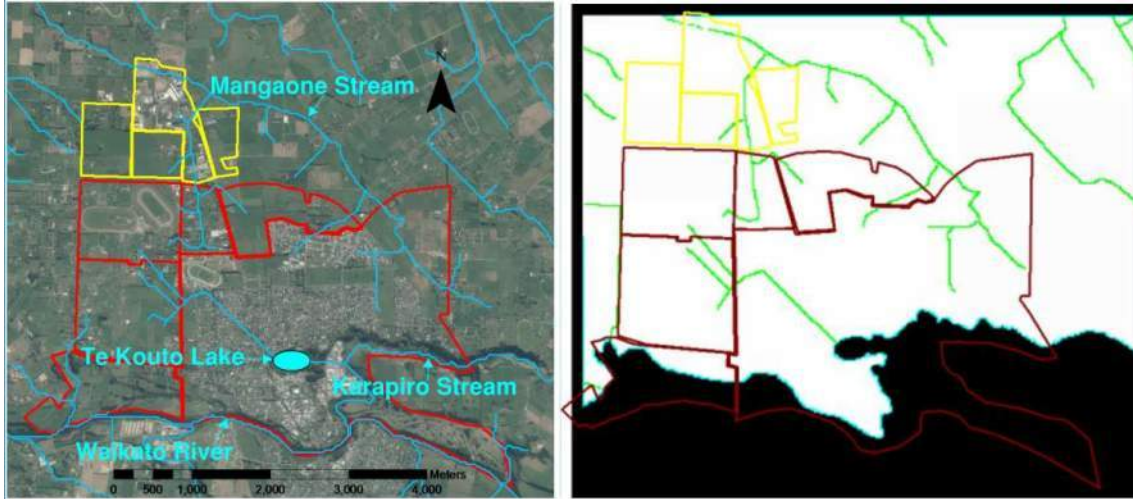 N
Mangaone Stream
Te Kouto Lake
Karapiro Stream
Waikato River
Meters
0 500 1,000 2,000 3,000 4,000